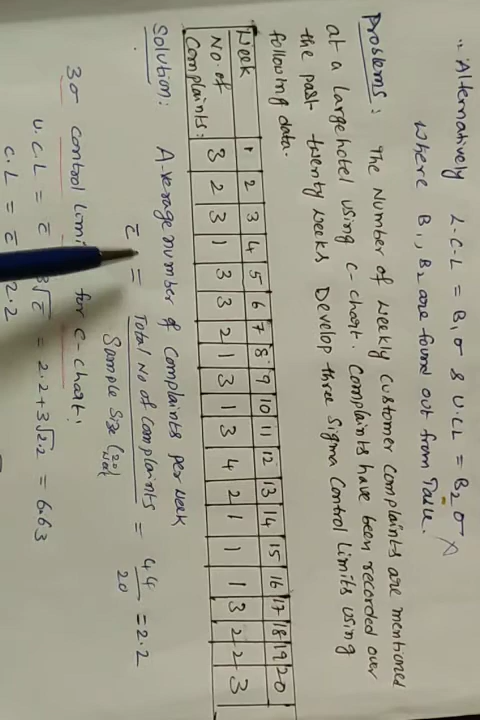 " Alternatively L.C.L = B₁σ & U.CL = B₂σ
Where B₁, B₂ are found out from Table.
Problems: The Number of Weekly Customer complaints are mentioned
at a large hotel using C-chart. Complaints have been recorded over
the past twenty weeks Develop three Sigma Control Limits using
following data.
Week 1 2 3 4 5 6 7 8 9 10 11 12 13 14 15 16 17 18 19 20
No. of Complaints: 3 2 3 1 3 3 2 1 3 1 3 4 2 1 1 1 3 2 2 3
Solution: Average number of Complaints per week
c̄ = Total No of Complaints / Sample Size (20) = 44 / 20 = 2.2
3σ control Limi for c-chart:
U.C.L = c̄ 3√c̄ = 2.2+3√2.2 = 6.63
C.L = c̄ 2.2